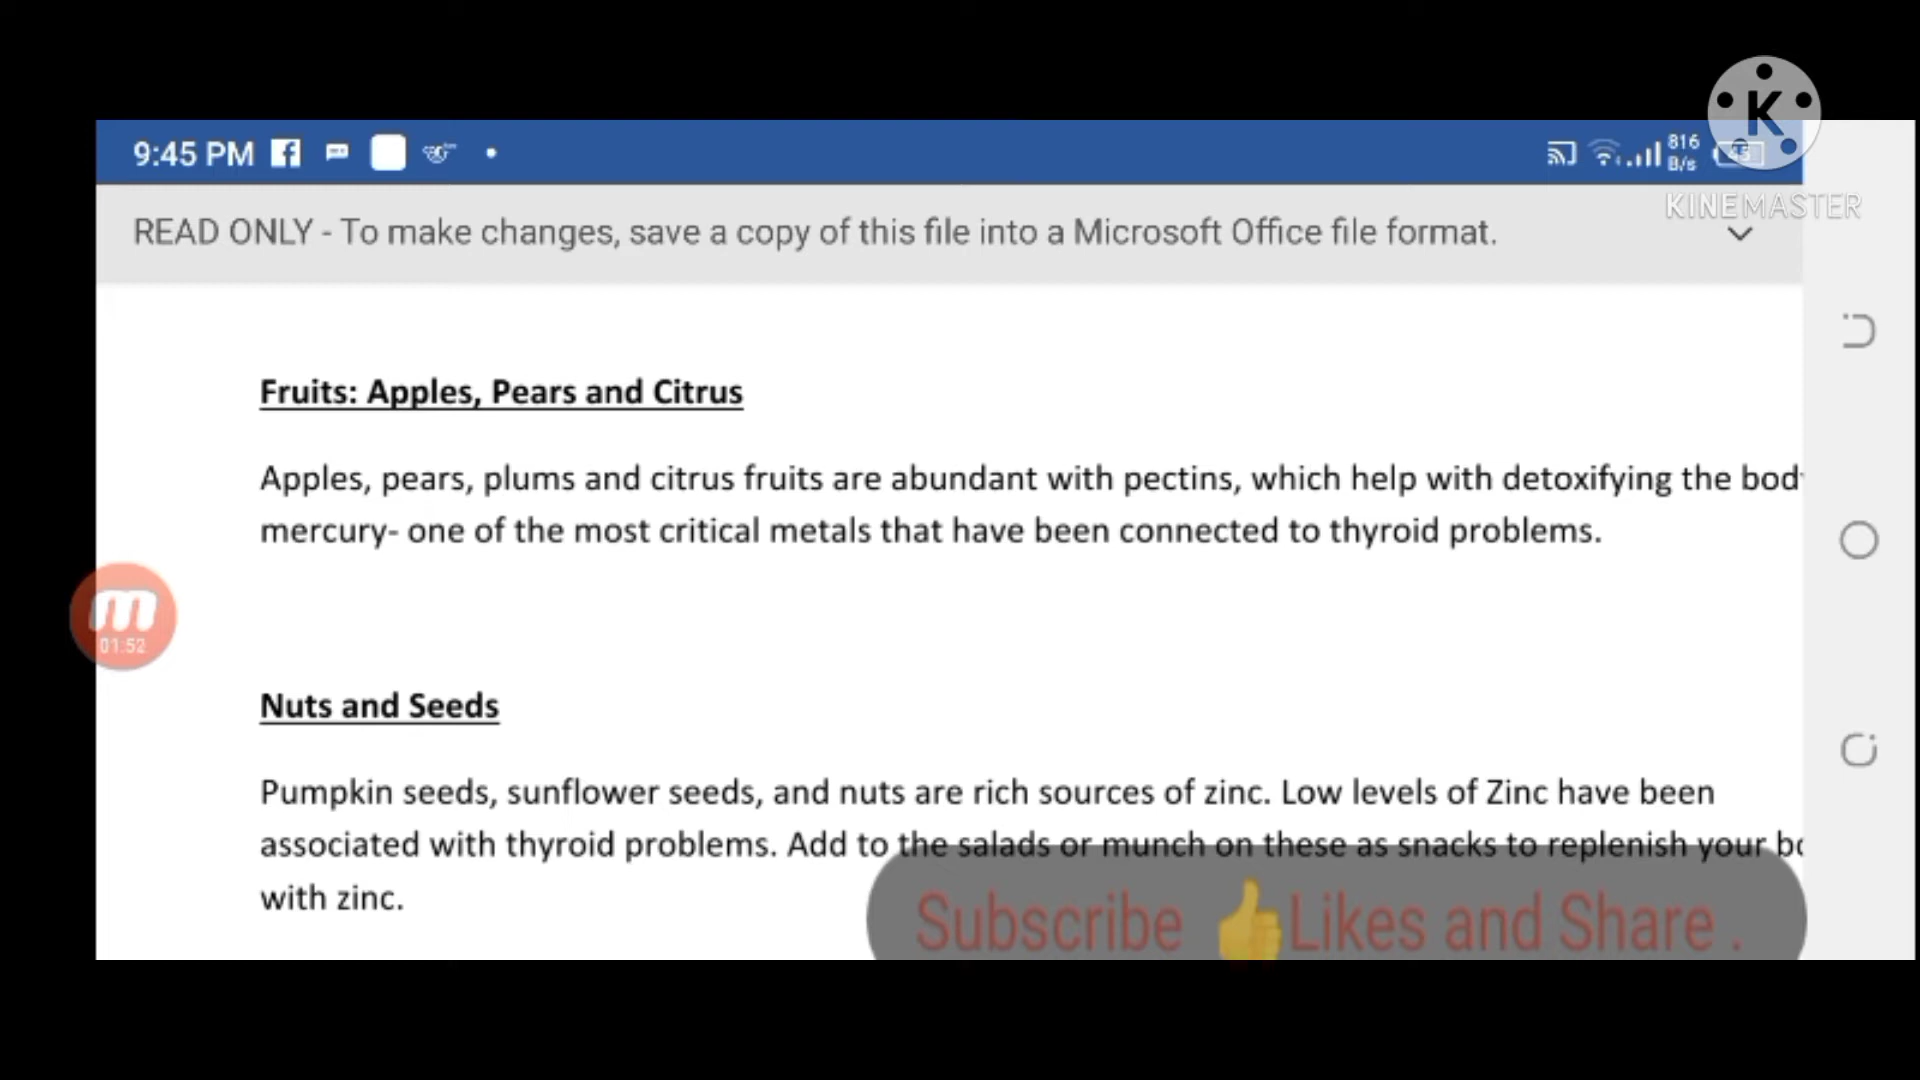 9:45 PM
816
B/s
45
K
KINEMASTER
READ ONLY - To make changes, save a copy of this file into a Microsoft Office file format.
Fruits: Apples, Pears and Citrus
Apples, pears, plums and citrus fruits are abundant with pectins, which help with detoxifying the bod
mercury- one of the most critical metals that have been connected to thyroid problems.
01:52
Nuts and Seeds
Pumpkin seeds, sunflower seeds, and nuts are rich sources of zinc. Low levels of Zinc have been
associated with thyroid problems. Add to the salads or munch on these as snacks to replenish your bo
with zinc.
Subscribe 👍Likes and Share .